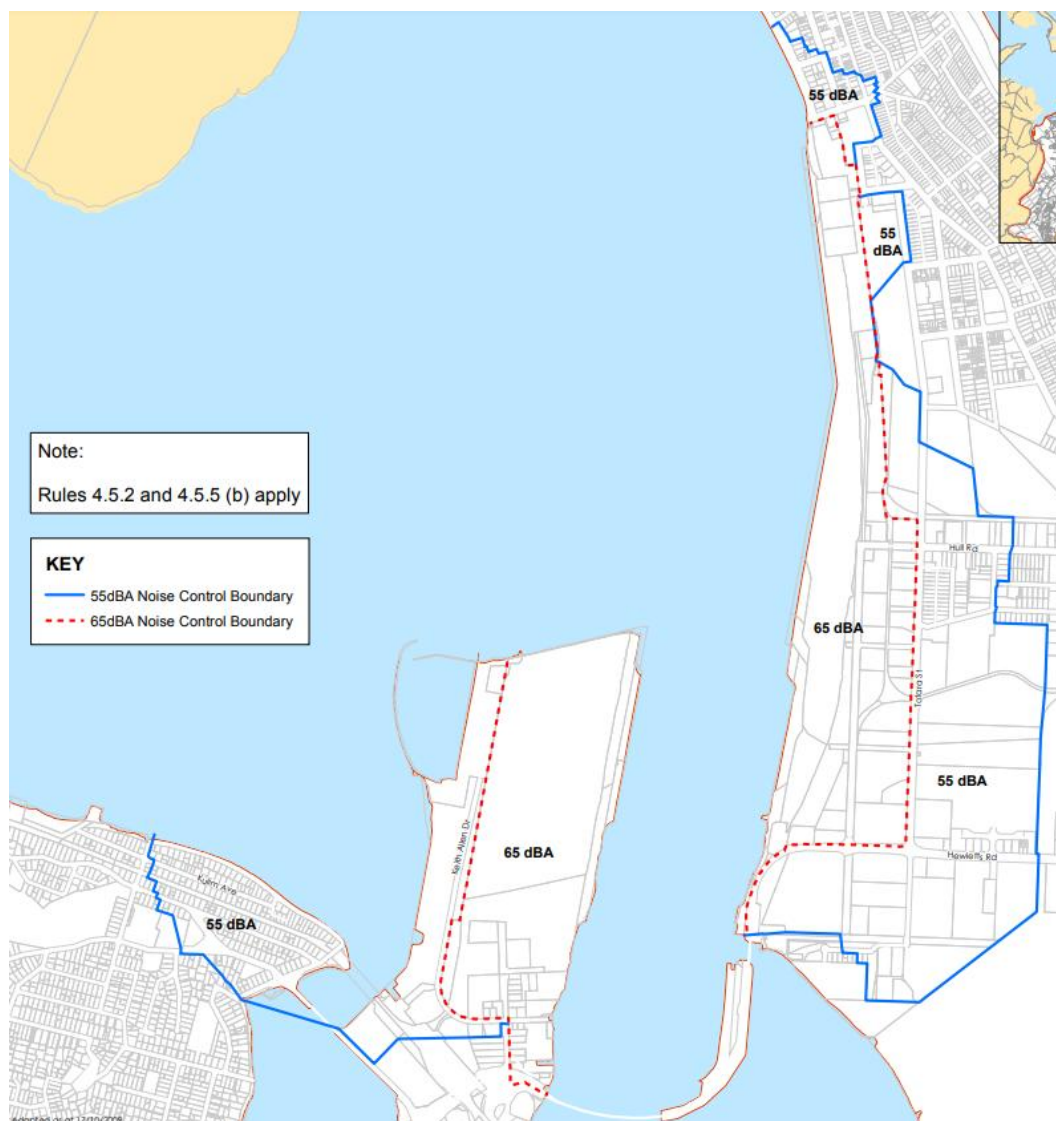 55 dBA
55
dBA
Note:
Rules 4.5.2 and 4.5.5 (b) apply
KEY
55dBA Noise Control Boundary
65dBA Noise Control Boundary
Hull Rd
65 dBA
Totara St
55 dBA
Hewletts Rd
Keith Allen Dr
65 dBA
Kulim Ave
55 dBA